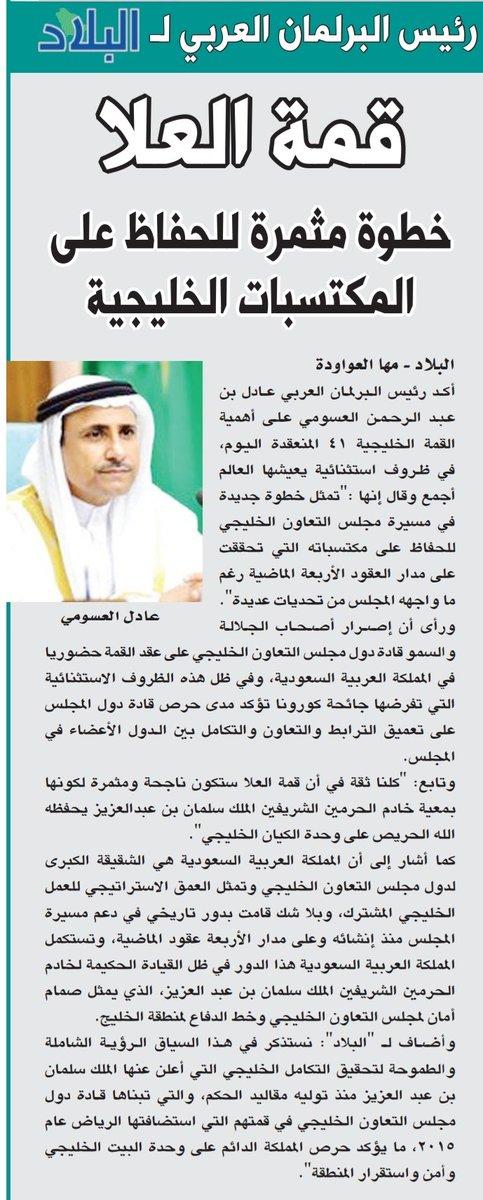 رئيس البرلمان العربي لـ البلاد
قمة العلا
خطوة مثمرة للحفاظ على
المكتسبات الخليجية
البلاد - مها العواودة
أكد رئيس البرلمان العربي عادل بن
عبد الرحمن العسومي على أهمية
القمة الخليجية ٤١ المنعقدة اليوم،
في ظروف استثنائية يعيشها العالم
أجمع وقال إنها :"تمثل خطوة جديدة
في مسيرة مجلس التعاون الخليجي
للحفاظ على مكتسباته التي تحققت
على مدار العقود الأربعة الماضية رغم
ما واجهه المجلس من تحديات عديدة".
عادل العسومي
ورأى أن إصرار أصحاب الجلالة
والسمو قادة دول مجلس التعاون الخليجي على عقد القمة حضوريا
في المملكة العربية السعودية، وفي ظل هذه الظروف الاستثنائية
التي تفرضها جائحة كورونا تؤكد مدى حرص قادة دول المجلس
على تعميق الترابط والتعاون والتكامل بين الدول الأعضاء في
المجلس.
وتابع: "كلنا ثقة في أن قمة العلا ستكون ناجحة ومثمرة لكونها
بمعية خادم الحرمين الشريفين الملك سلمان بن عبدالعزيز يحفظه
الله الحريص على وحدة الكيان الخليجي".
كما أشار إلى أن المملكة العربية السعودية هي الشقيقة الكبرى
لدول مجلس التعاون الخليجي وتمثل العمق الاستراتيجي للعمل
الخليجي المشترك، وبلا شك قامت بدور تاريخي في دعم مسيرة
المجلس منذ إنشائه وعلى مدار الأربعة عقود الماضية، وتستكمل
المملكة العربية السعودية هذا الدور في ظل القيادة الحكيمة لخادم
الحرمين الشريفين الملك سلمان بن عبد العزيز، الذي يمثل صمام
أمان لمجلس التعاون الخليجي وخط الدفاع لمنطقة الخليج.
وأضاف لـ "البلاد": نستذكر في هذا السياق الرؤية الشاملة
والطموحة لتحقيق التكامل الخليجي التي أعلن عنها الملك سلمان
بن عبد العزيز منذ توليه مقاليد الحكم، والتي تبناها قادة دول
مجلس التعاون الخليجي في قمتهم التي استضافتها الرياض عام
٢٠١٥، ما يؤكد حرص المملكة الدائم على وحدة البيت الخليجي
وأمن واستقرار المنطقة".